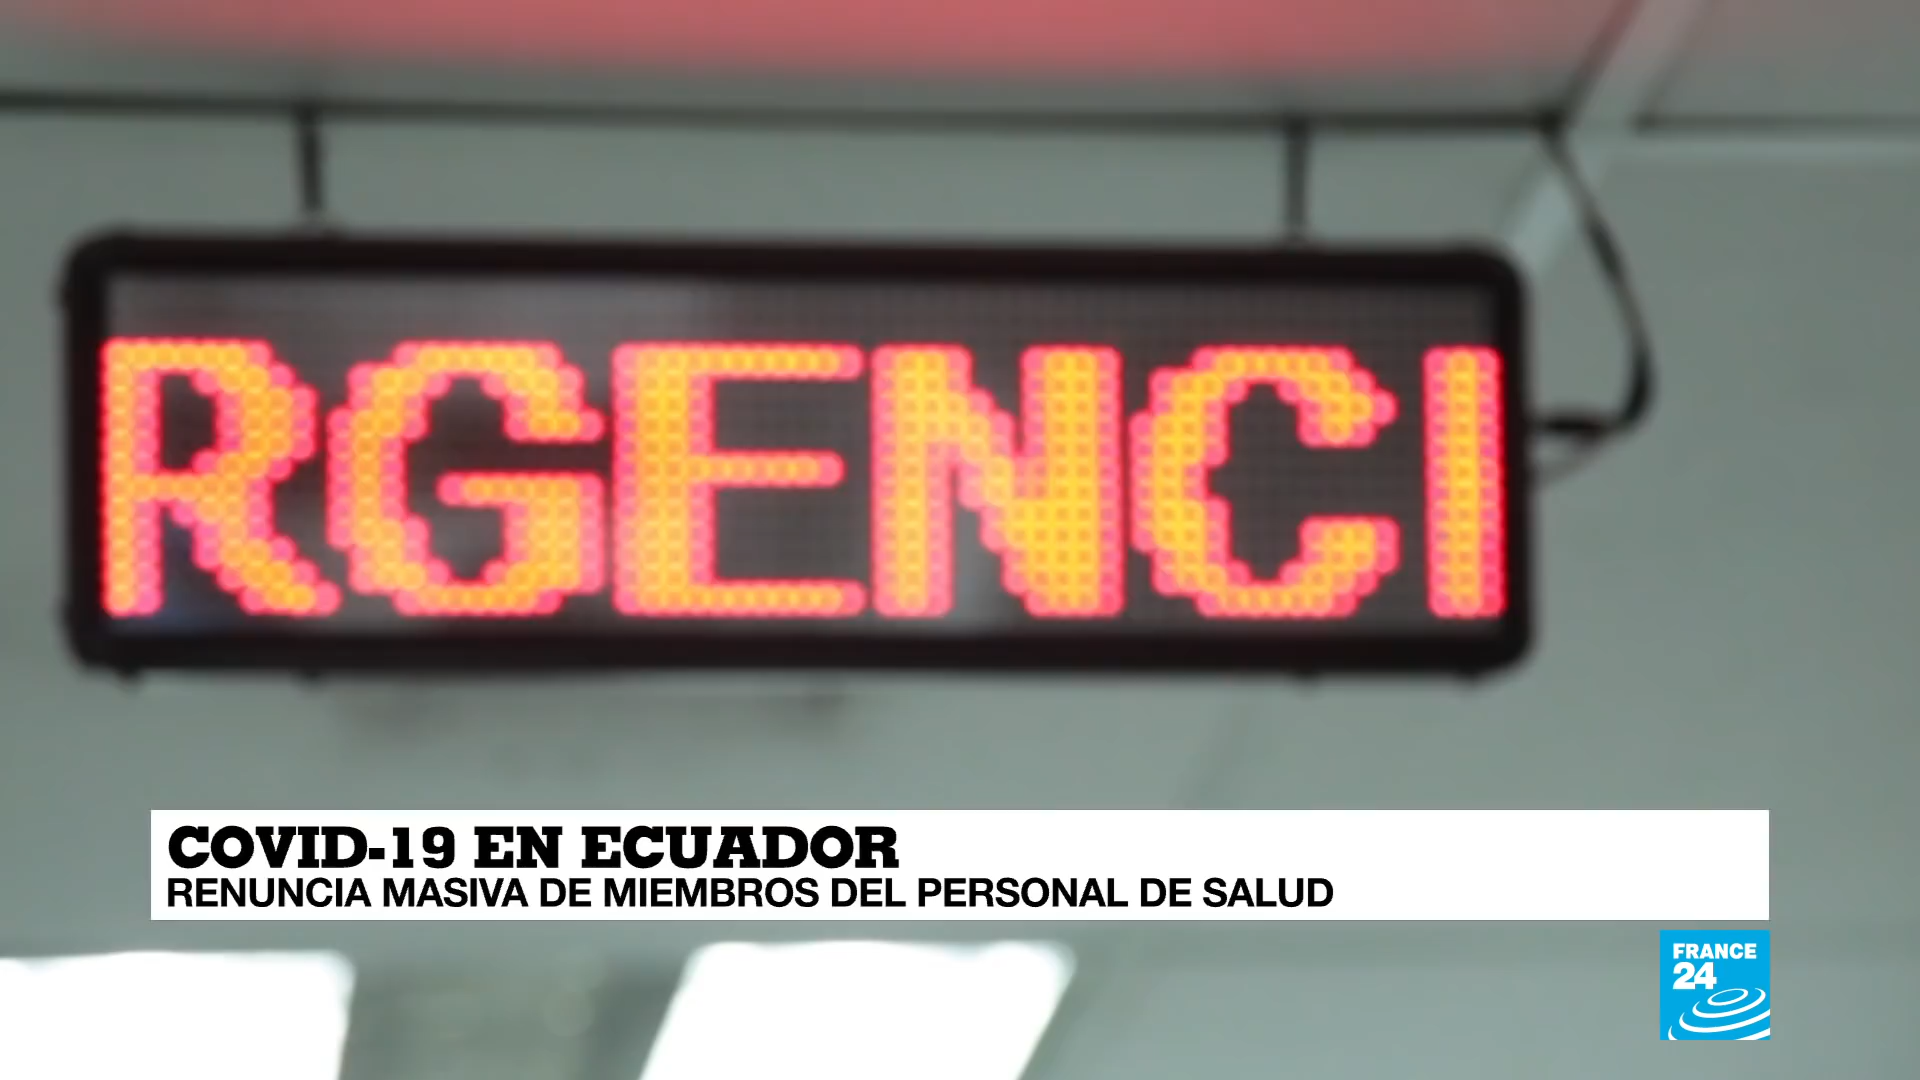 RGENCI
COVID-19 EN ECUADOR
RENUNCIA MASIVA DE MIEMBROS DEL PERSONAL DE SALUD
FRANCE
24